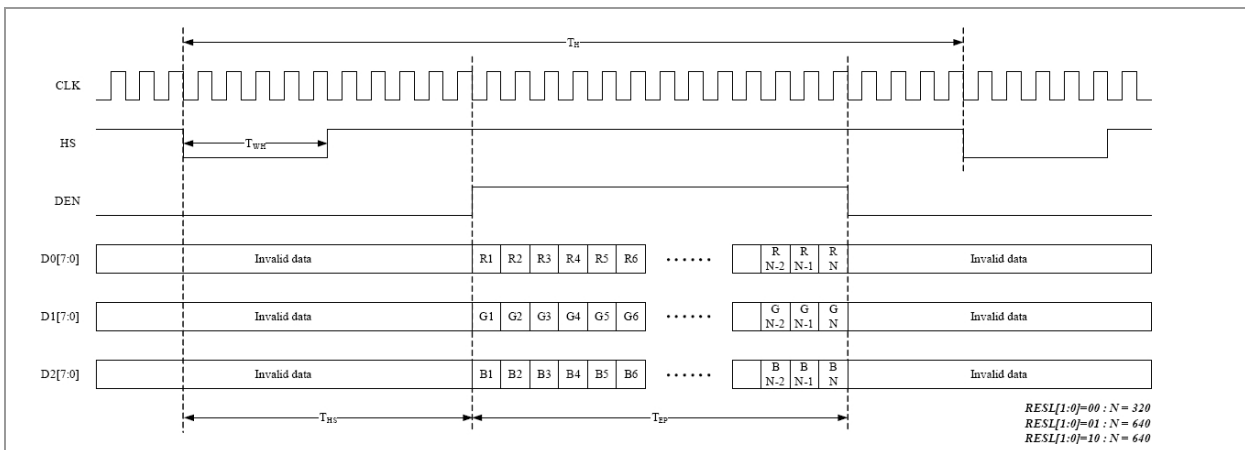 TH
CLK
HS
TWH
DEN
D0[7:0] Invalid data R1 R2 R3 R4 R5 R6 ······ R N-2 R N-1 R N Invalid data
D1[7:0] Invalid data G1 G2 G3 G4 G5 G6 ······ G N-2 G N-1 G N Invalid data
D2[7:0] Invalid data B1 B2 B3 B4 B5 B6 ······ B N-2 B N-1 B N Invalid data
THS TEP
RESL[1:0]=00 : N = 320
RESL[1:0]=01 : N = 640
RESL[1:0]=10 : N = 640